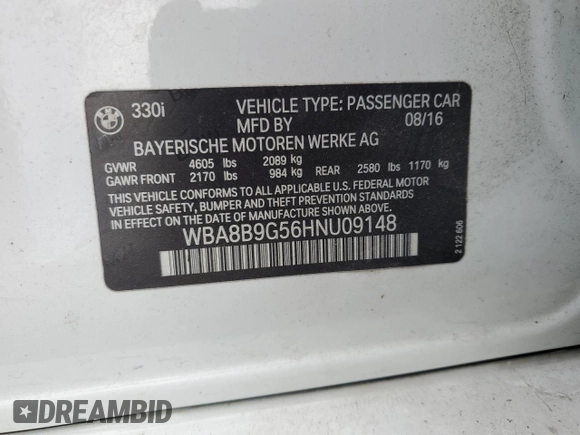 330i VEHICLE TYPE: PASSENGER CAR
MFD BY 08/16
BAYERISCHE MOTOREN WERKE AG
GVWR 4605 lbs 2089 kg
GAWR FRONT 2170 lbs 984 kg REAR 2580 lbs 1170 kg
THIS VEHICLE CONFORMS TO ALL APPLICABLE U.S. FEDERAL MOTOR
VEHICLE SAFETY, BUMPER AND THEFT PREVENTION STANDARDS
IN EFFECT ON THE DATE OF MANUFACTURE SHOWN ABOVE.
WBA8B9G56HNU09148
2 122 606
DREAMBID